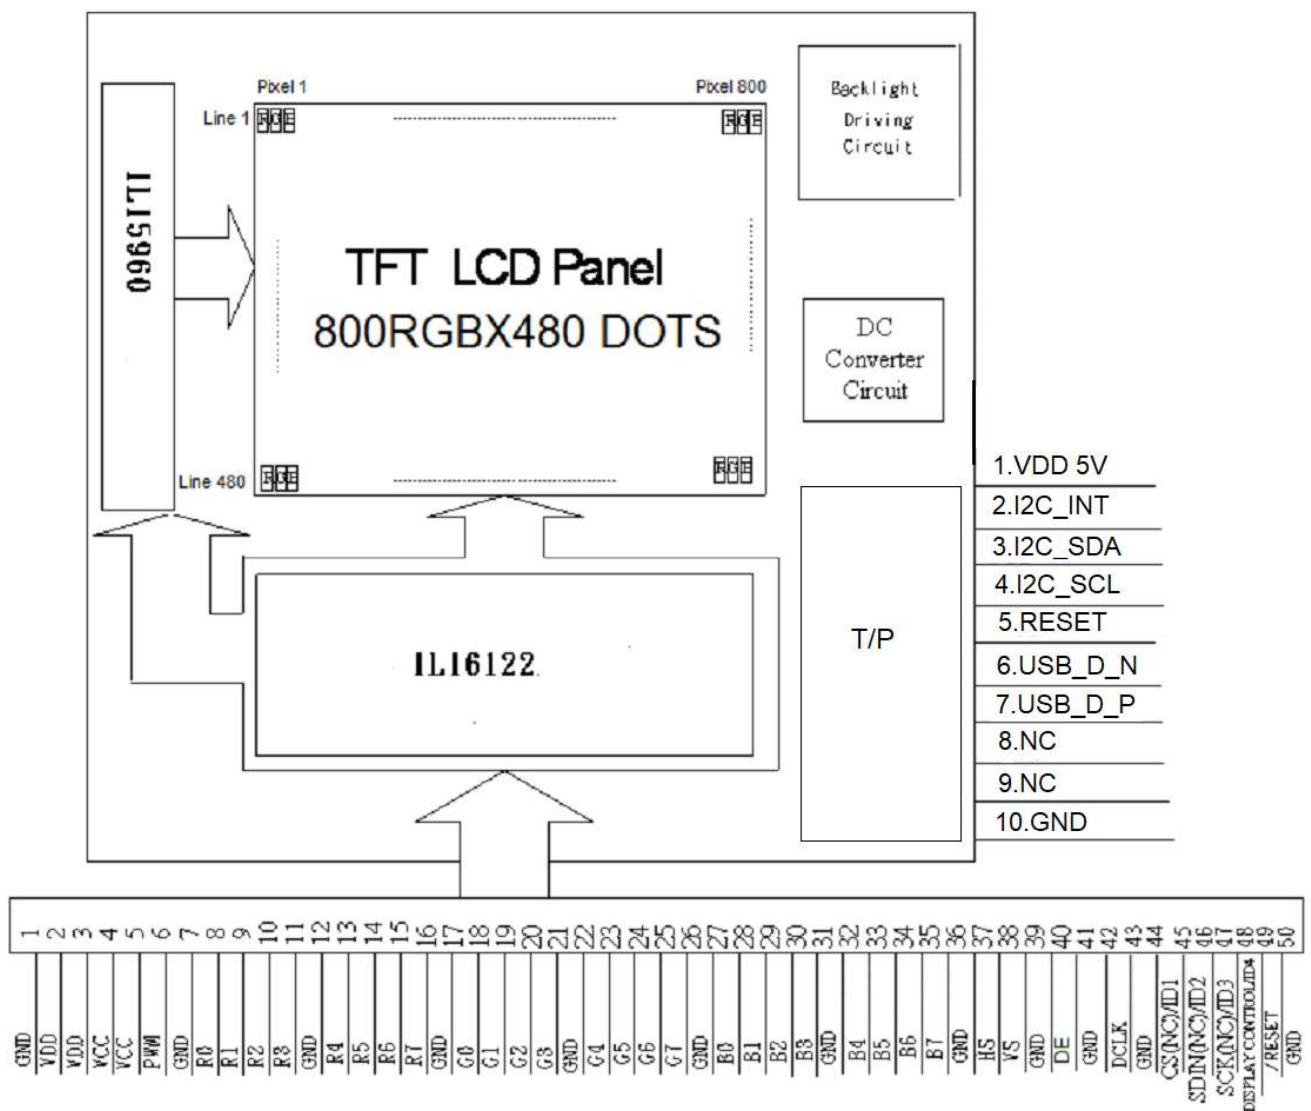 Pixel 1
Pixel 800
Line 1
RGB
RGB
Backlight
Driving
Circuit
ILI5960
TFT LCD Panel
800RGBX480 DOTS
DC
Converter
Circuit
Line 480
RGB
RGB
1.VDD 5V
2.I2C_INT
3.I2C_SDA
4.I2C_SCL
5.RESET
6.USB_D_N
7.USB_D_P
8.NC
9.NC
10.GND
T/P
ILI6122
1 2 3 4 5 6 7 8 9 10 11 12 13 14 15 16 17 18 19 20 21 22 23 24 25 26 27 28 29 30 31 32 33 34 35 36 37 38 39 40 41 42 43 44 45 46 47 48 49 50
GND
VDD
VDD
VCC
VCC
PWM
GND
R0
R1
R2
R3
GND
R4
R5
R6
R7
GND
G0
G1
G2
G3
GND
G4
G5
G6
G7
GND
B0
B1
B2
B3
GND
B4
B5
B6
B7
GND
HS
VS
GND
DE
GND
DCLK
GND
CS(NC)/ID1
SDIN(NC)/ID2
SCK(NC)/ID3
DISPLAYCONTROL/ID4
/RESET
GND